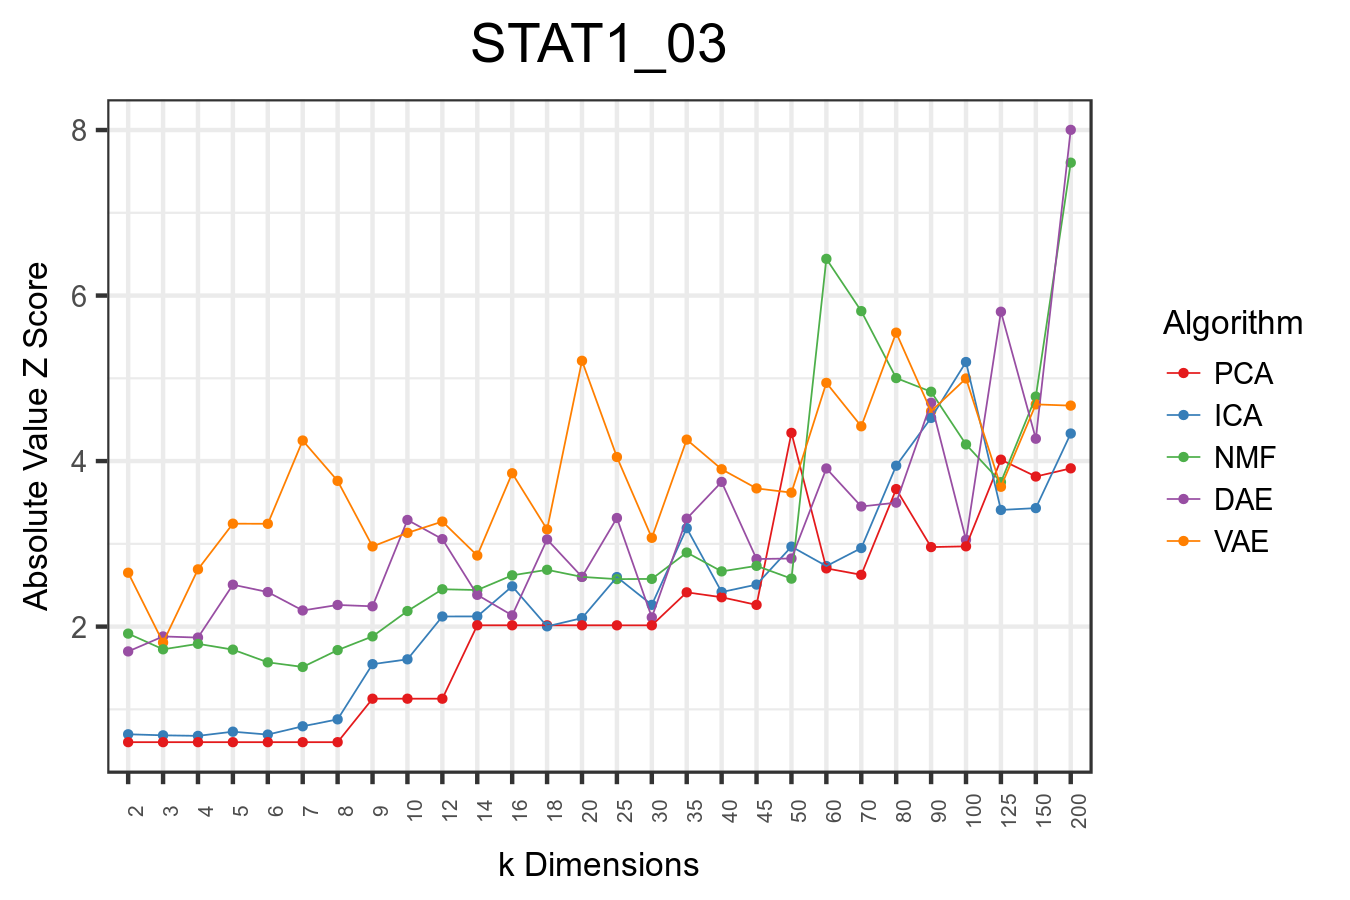 STAT1_03
Absolute Value Z Score
8
6
4
2
2 3 4 5 6 7 8 9 10 12 14 16 18 20 25 30 35 40 45 50 60 70 80 90 100 125 150 200
k Dimensions
Algorithm
PCA
ICA
NMF
DAE
VAE